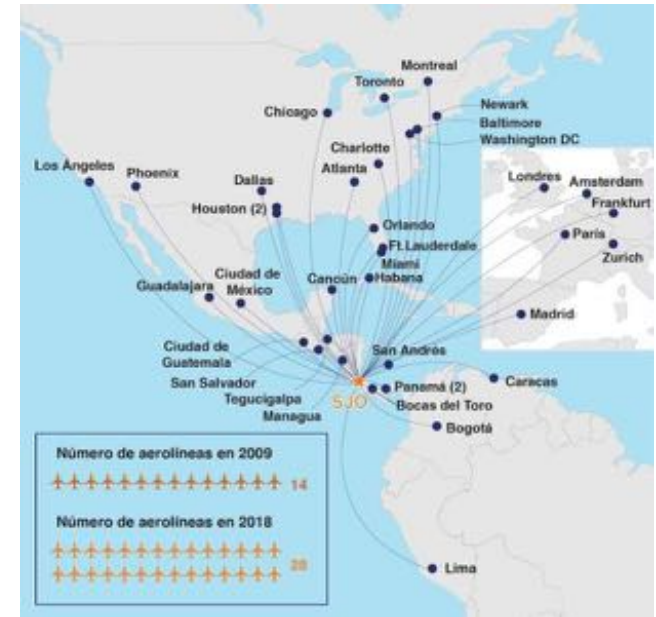 Montreal
Toronto
Chicago
Newark
Baltimore
Washington DC
Charlotte
Atlanta
Los Ángeles
Phoenix
Dallas
Houston (2)
Londres
Amsterdam
Frankfurt
París
Zurich
Madrid
Orlando
Ft.Lauderdale
Miami
Habana
Cancún
Guadalajara
Ciudad de
México
Ciudad de
Guatemala
San Salvador
Tegucigalpa
Managua
San Andrés
SJO
Panamá (2)
Bocas del Toro
Caracas
Bogotá
Lima
Número de aerolíneas en 2009
14
Número de aerolíneas en 2018
28